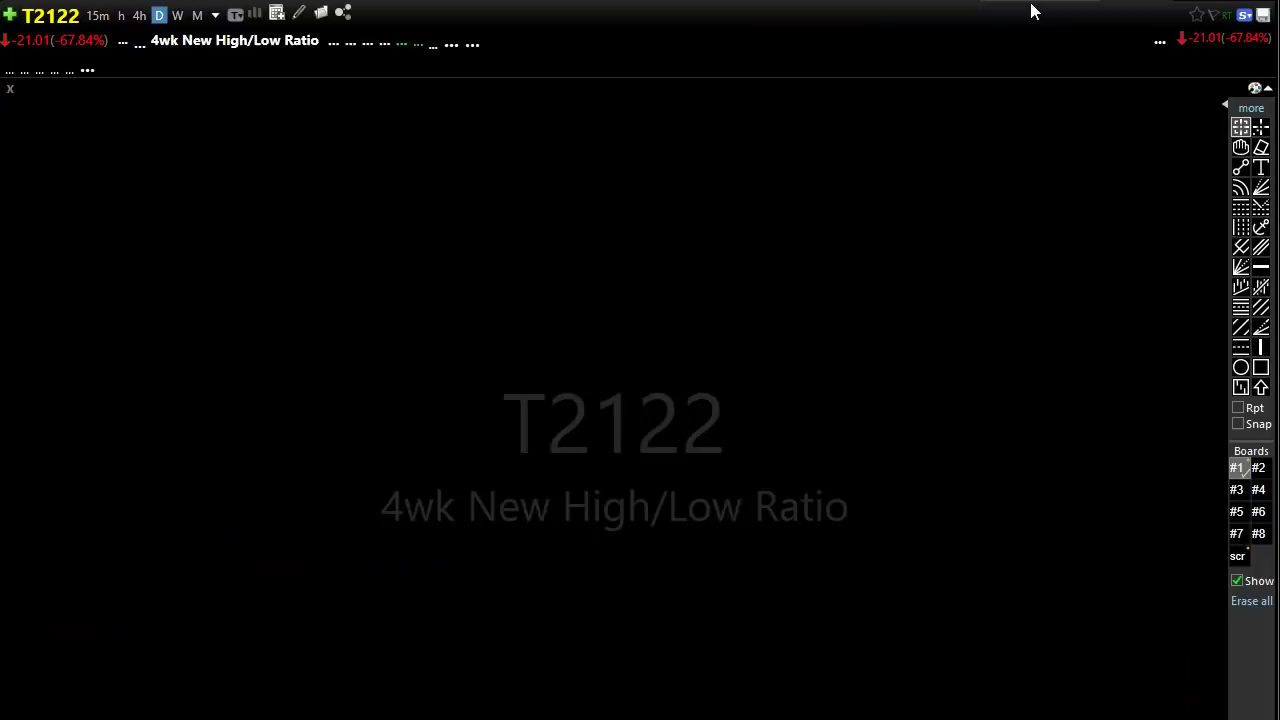 T2122 15m h 4h D W M T RT S
-21.01(-67.84%) ... ... 4wk New High/Low Ratio ... ... ... ... ... ... ... ... ... ... -21.01(-67.84%)
... ... ... ... ... ...
x
more
T
T2122
4wk New High/Low Ratio
Rpt
Snap
Boards
#1 #2
#3 #4
#5 #6
#7 #8
scr
Show
Erase all